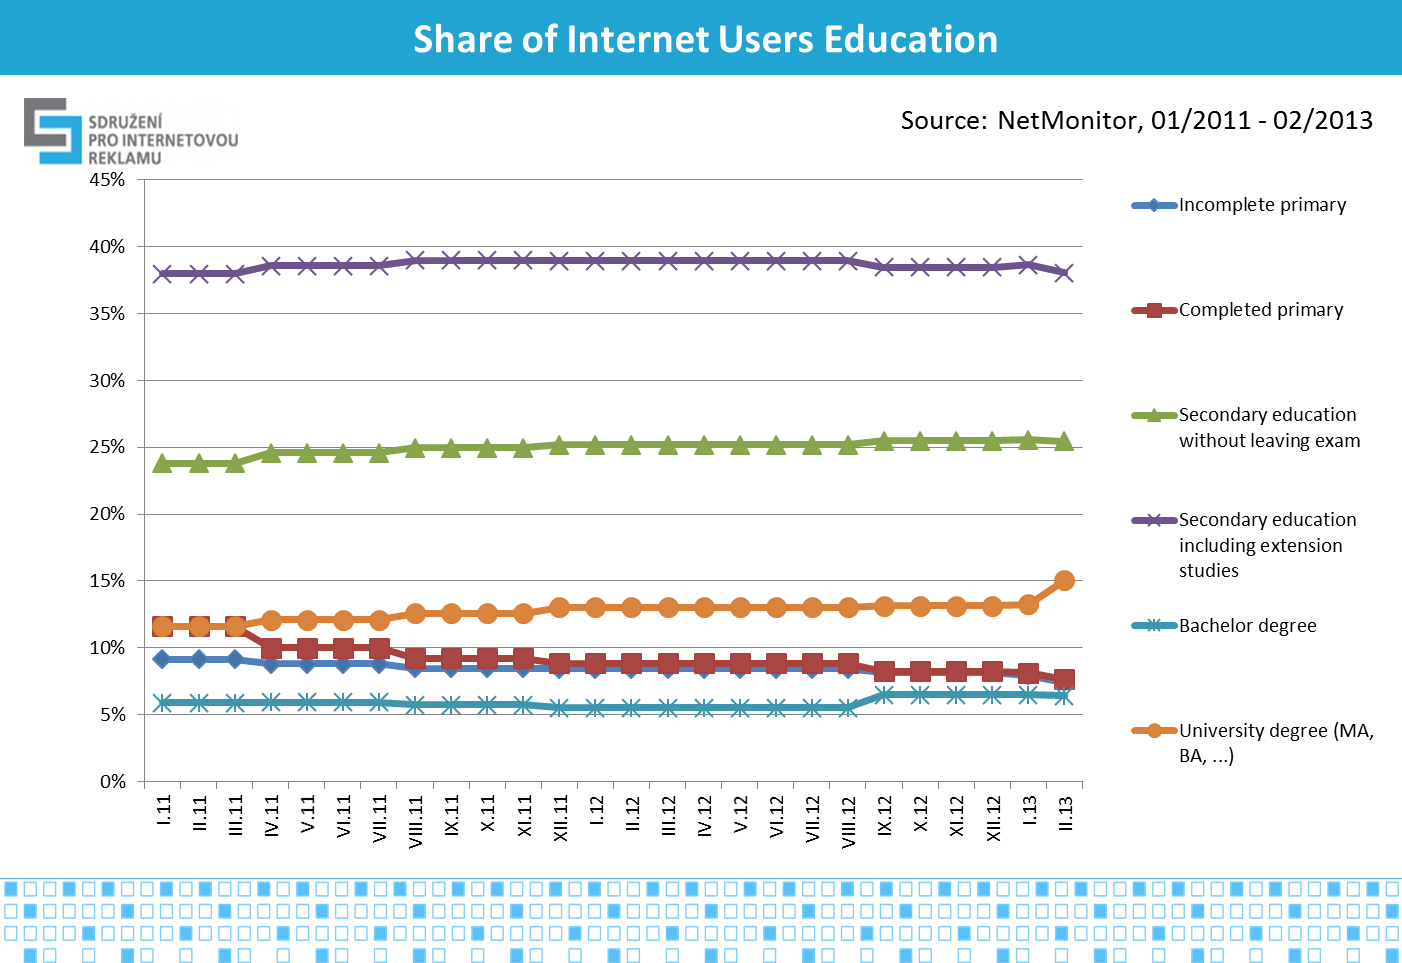 Share of Internet Users Education
SDRUŽENÍ
PRO INTERNETOVOU
REKLAMU
Source: NetMonitor, 01/2011 - 02/2013
45%
40%
35%
30%
25%
20%
15%
10%
5%
0%
I.11
II.11
III.11
IV.11
V.11
VI.11
VII.11
VIII.11
IX.11
X.11
XI.11
XII.11
I.12
II.12
III.12
IV.12
V.12
VI.12
VII.12
VIII.12
IX.12
X.12
XI.12
XII.12
I.13
II.13
Incomplete primary
Completed primary
Secondary education
without leaving exam
Secondary education
including extension
studies
Bachelor degree
University degree (MA,
BA, ...)